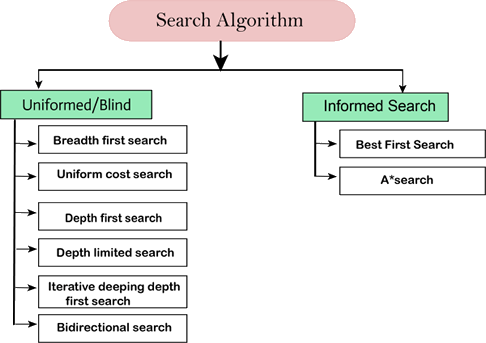 Search Algorithm
Uniformed/Blind
Informed Search
Breadth first search
Uniform cost search
Depth first search
Depth limited search
Iterative deeping depth
first search
Bidirectional search
Best First Search
A*search